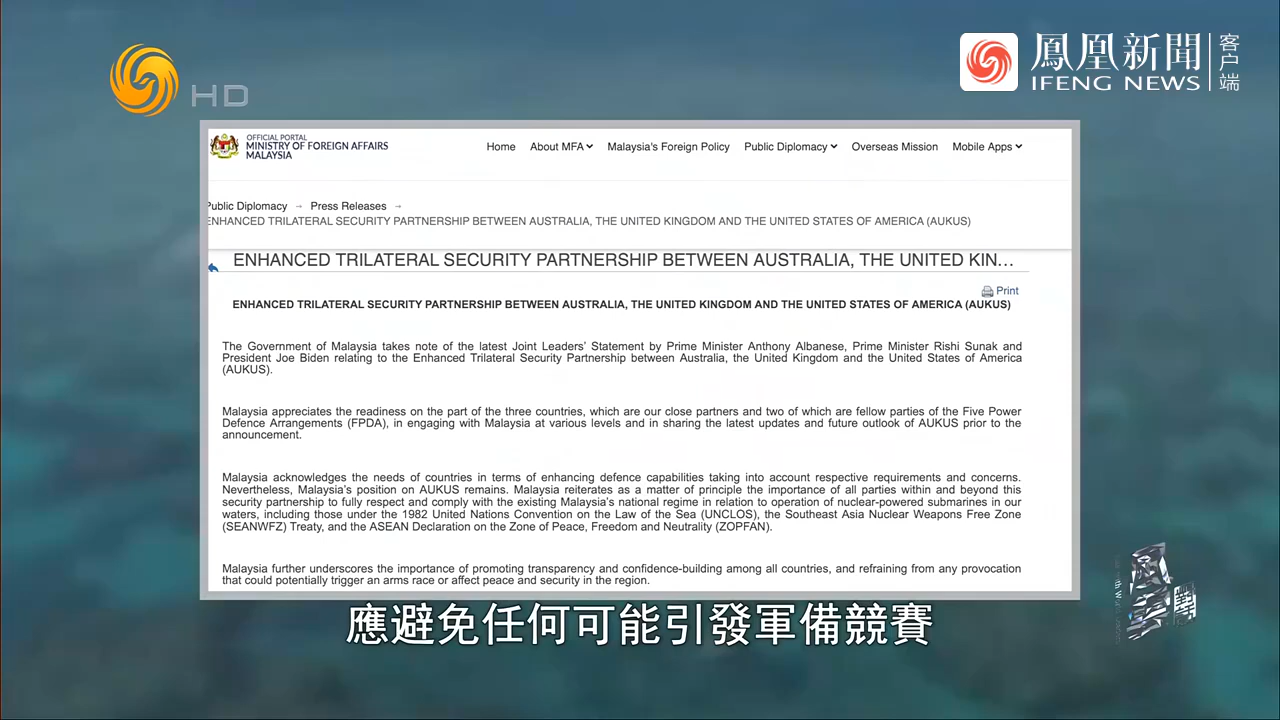 HD
鳳凰新聞
IFENG NEWS
客户端
OFFICIAL PORTAL
MINISTRY OF FOREIGN AFFAIRS
MALAYSIA
Home About MFA Malaysia's Foreign Policy Public Diplomacy Overseas Mission Mobile Apps
Public Diplomacy → Press Releases →
ENHANCED TRILATERAL SECURITY PARTNERSHIP BETWEEN AUSTRALIA, THE UNITED KINGDOM AND THE UNITED STATES OF AMERICA (AUKUS)
ENHANCED TRILATERAL SECURITY PARTNERSHIP BETWEEN AUSTRALIA, THE UNITED KIN...
Print
ENHANCED TRILATERAL SECURITY PARTNERSHIP BETWEEN AUSTRALIA, THE UNITED KINGDOM AND THE UNITED STATES OF AMERICA (AUKUS)
The Government of Malaysia takes note of the latest Joint Leaders' Statement by Prime Minister Anthony Albanese, Prime Minister Rishi Sunak and
President Joe Biden relating to the Enhanced Trilateral Security Partnership between Australia, the United Kingdom and the United States of America
(AUKUS).
Malaysia appreciates the readiness on the part of the three countries, which are our close partners and two of which are fellow parties of the Five Power
Defence Arrangements (FPDA), in engaging with Malaysia at various levels and in sharing the latest updates and future outlook of AUKUS prior to the
announcement.
Malaysia acknowledges the needs of countries in terms of enhancing defence capabilities taking into account respective requirements and concerns.
Nevertheless, Malaysia's position on AUKUS remains. Malaysia reiterates as a matter of principle the importance of all parties within and beyond this
security partnership to fully respect and comply with the existing Malaysia's national regime in relation to operation of nuclear-powered submarines in our
waters, including those under the 1982 United Nations Convention on the Law of the Sea (UNCLOS), the Southeast Asia Nuclear Weapons Free Zone
(SEANWFZ) Treaty, and the ASEAN Declaration on the Zone of Peace, Freedom and Neutrality (ZOPFAN).
Malaysia further underscores the importance of promoting transparency and confidence-building among all countries, and refraining from any provocation
that could potentially trigger an arms race or affect peace and security in the region.
應避免任何可能引發軍備競賽